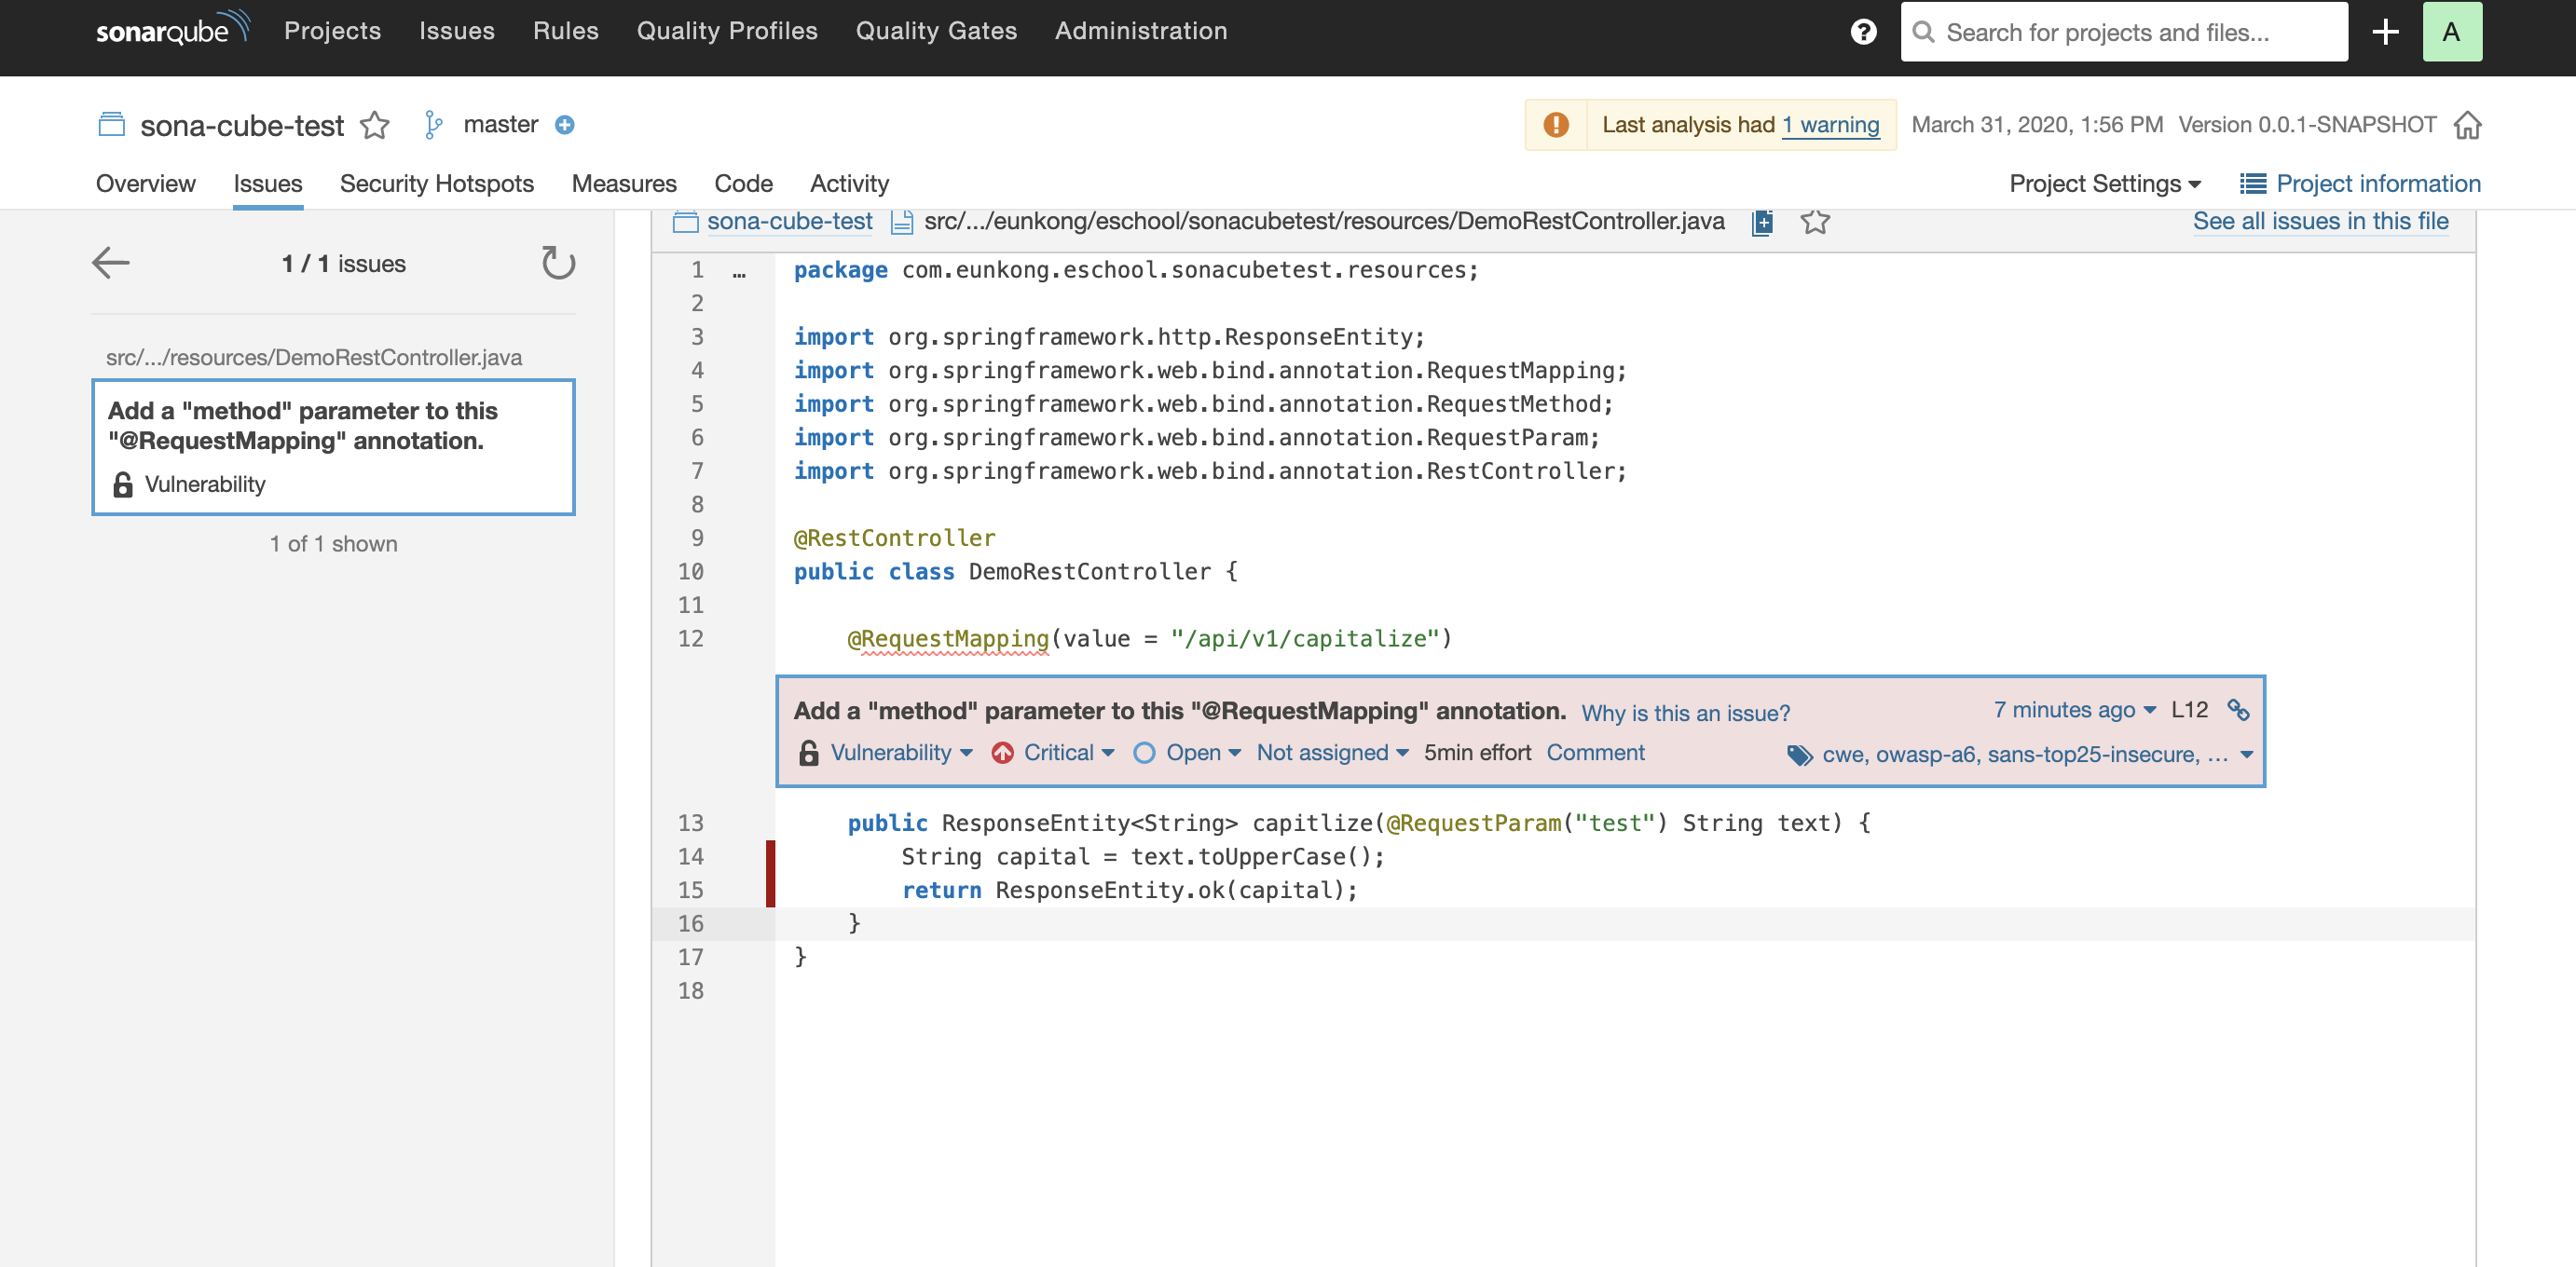 sonarqube Projects Issues Rules Quality Profiles Quality Gates Administration ? Search for projects and files... + A
sona-cube-test master Last analysis had 1 warning March 31, 2020, 1:56 PM Version 0.0.1-SNAPSHOT
Overview Issues Security Hotspots Measures Code Activity Project Settings Project information
1 / 1 issues
src/.../resources/DemoRestController.java
Add a "method" parameter to this
"@RequestMapping" annotation.
Vulnerability
1 of 1 shown
sona-cube-test src/.../eunkong/eschool/sonacubetest/resources/DemoRestController.java See all issues in this file
1 … package com.eunkong.eschool.sonacubetest.resources;
2
3 import org.springframework.http.ResponseEntity;
4 import org.springframework.web.bind.annotation.RequestMapping;
5 import org.springframework.web.bind.annotation.RequestMethod;
6 import org.springframework.web.bind.annotation.RequestParam;
7 import org.springframework.web.bind.annotation.RestController;
8
9 @RestController
10 public class DemoRestController {
11
12 @RequestMapping(value = "/api/v1/capitalize")
Add a "method" parameter to this "@RequestMapping" annotation. Why is this an issue? 7 minutes ago L12
Vulnerability Critical Open Not assigned 5min effort Comment cwe, owasp-a6, sans-top25-insecure, ...
13 public ResponseEntity<String> capitlize(@RequestParam("test") String text) {
14 String capital = text.toUpperCase();
15 return ResponseEntity.ok(capital);
16 }
17 }
18